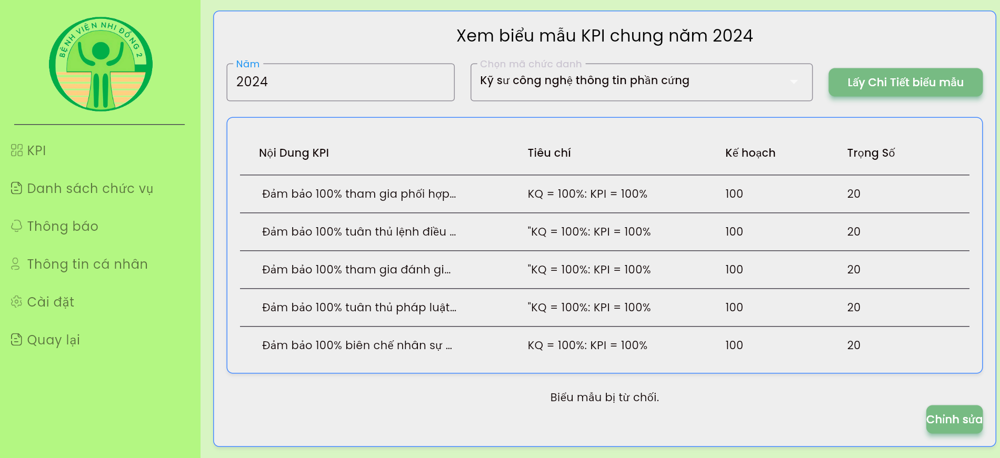 BỆNH VIỆN NHI ĐỒNG 2
KPI
Danh sách chức vụ
Thông báo
Thông tin cá nhân
Cài đặt
Quay lại
Xem biểu mẫu KPI chung năm 2024
Năm
2024
Chọn mã chức danh
Kỹ sư công nghệ thông tin phần cứng
Lấy Chi Tiết biểu mẫu
Nội Dung KPI Tiêu chí Kế hoạch Trọng Số
Đảm bảo 100% tham gia phối hợp... KQ = 100%: KPI = 100% 100 20
Đảm bảo 100% tuân thủ lệnh điều ... "KQ = 100%: KPI = 100% 100 20
Đảm bảo 100% tham gia đánh gi... "KQ = 100%: KPI = 100% 100 20
Đảm bảo 100% tuân thủ pháp luật... "KQ = 100%: KPI = 100% 100 20
Đảm bảo 100% biên chế nhân sự ... KQ = 100%: KPI = 100% 100 20
Biểu mẫu bị từ chối.
Chỉnh sửa